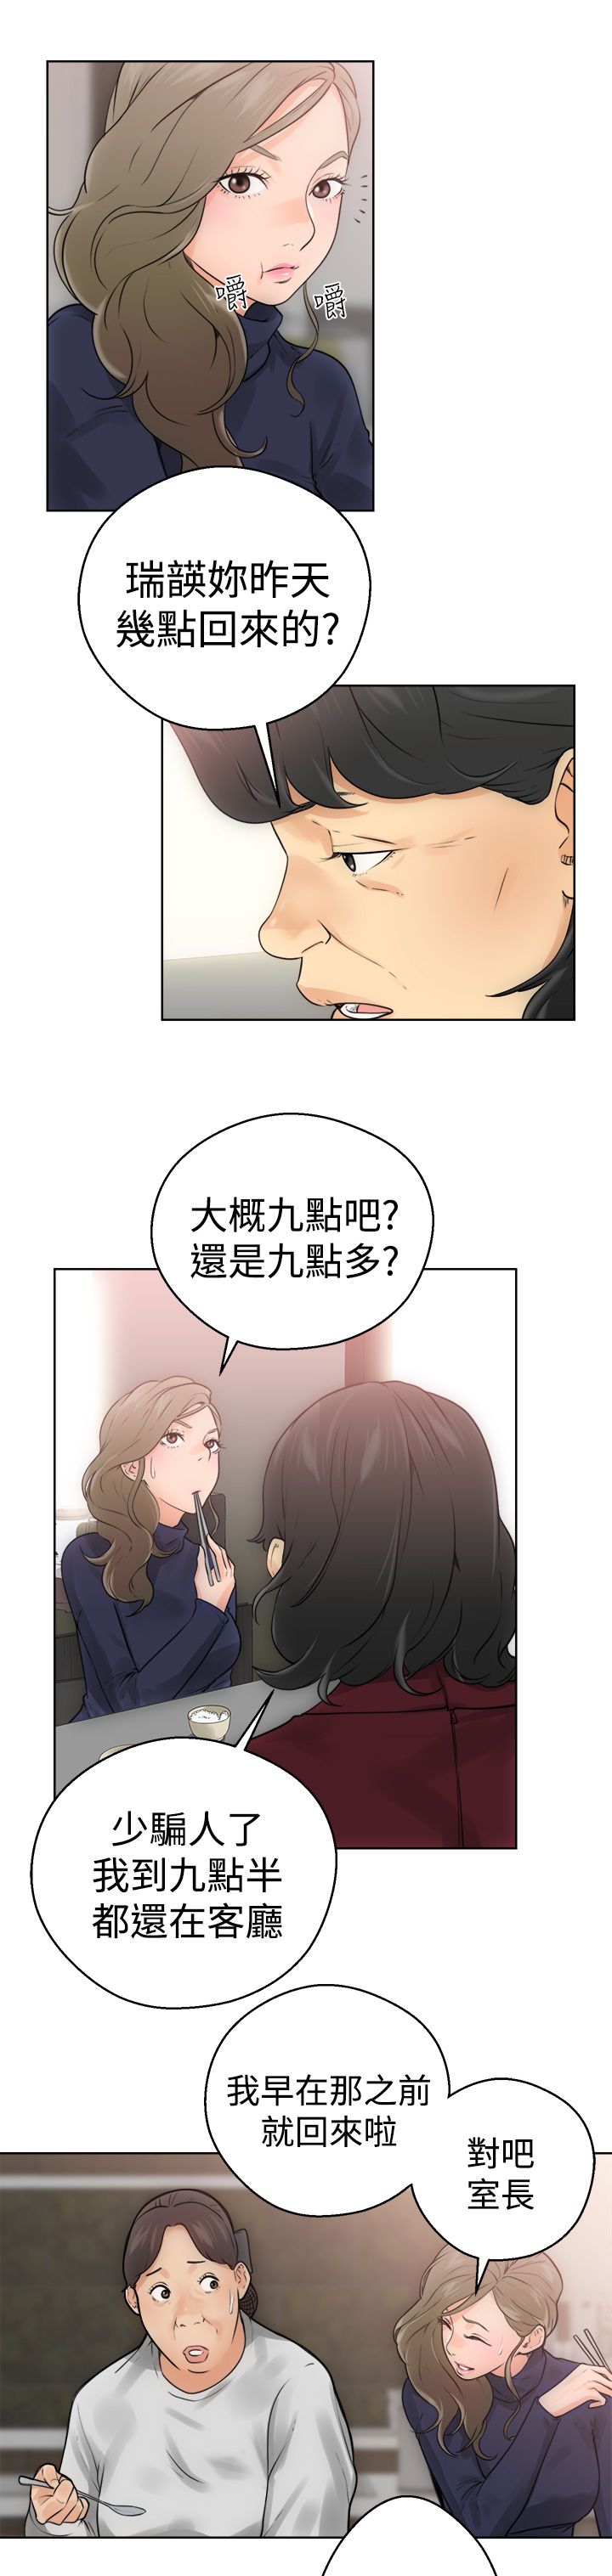 嚼
嚼
瑞韺妳昨天
幾點回來的?
大概九點吧?
還是九點多?
少騙人了
我到九點半
都還在客廳
我早在那之前
就回來啦
對吧
室長